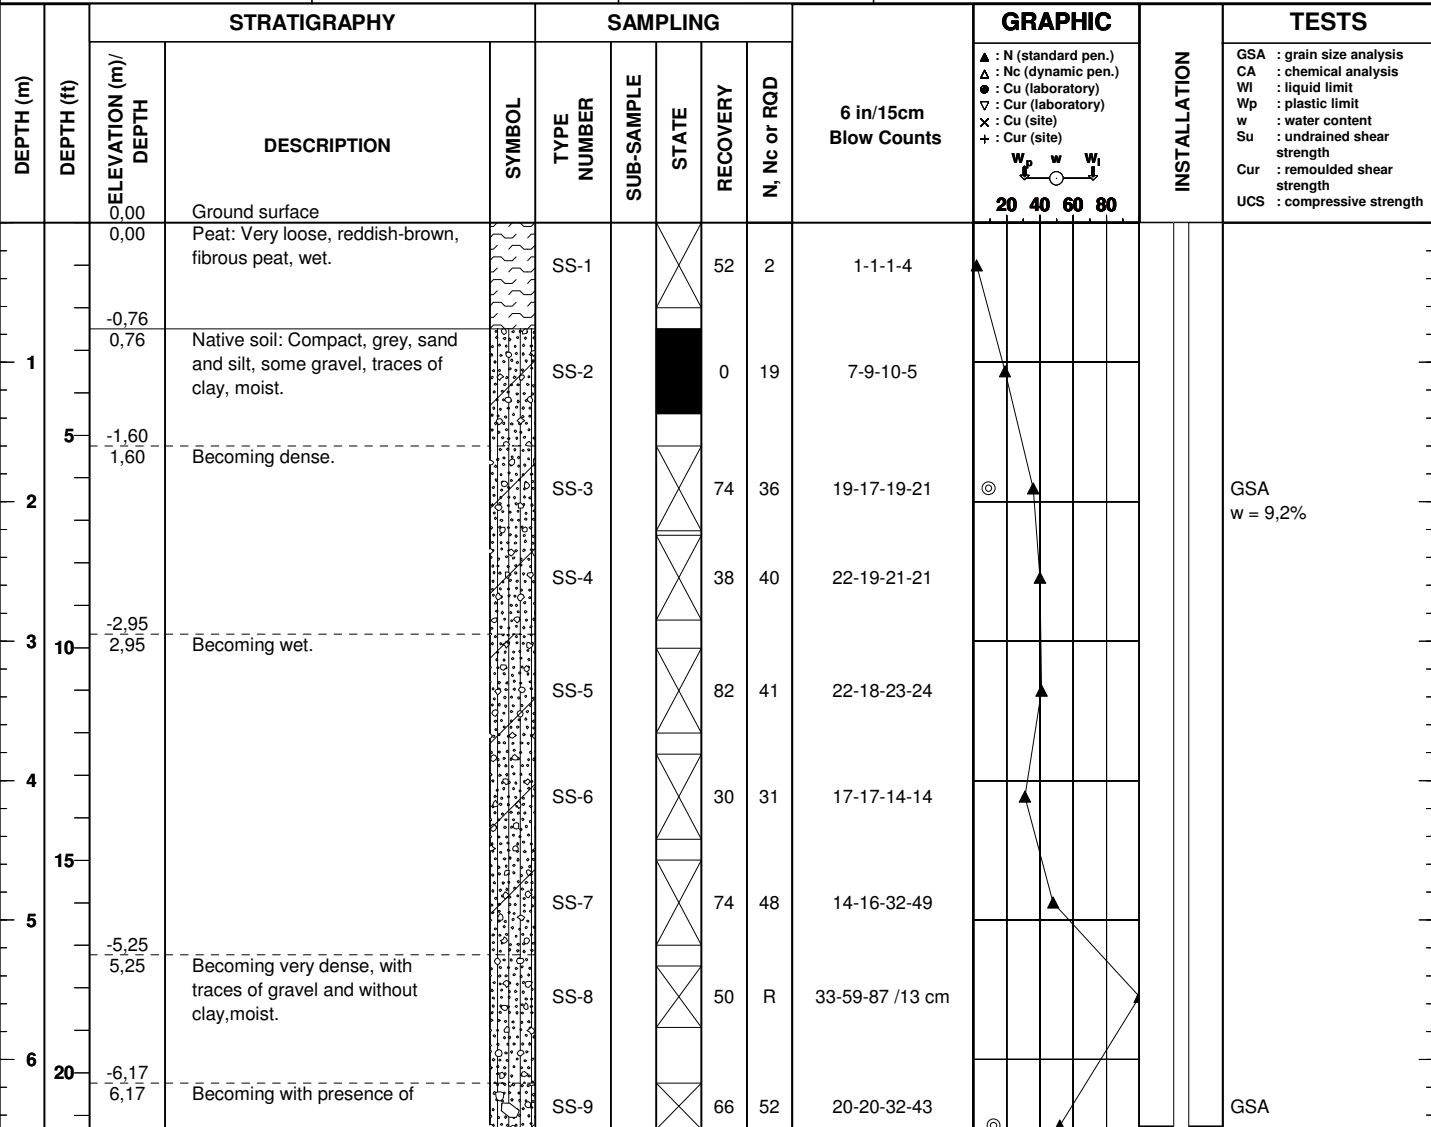 STRATIGRAPHY
SAMPLING
GRAPHIC
TESTS
DEPTH (m)
DEPTH (ft)
ELEVATION (m)/
DEPTH
DESCRIPTION
SYMBOL
TYPE
NUMBER
SUB-SAMPLE
STATE
RECOVERY
N, Nc or RQD
6 in/15cm
Blow Counts
▲ : N (standard pen.)
△ : Nc (dynamic pen.)
● : Cu (laboratory)
▽ : Cur (laboratory)
× : Cu (site)
+ : Cur (site)
Wp w Wl
20 40 60 80
INSTALLATION
GSA : grain size analysis
CA : chemical analysis
Wl : liquid limit
Wp : plastic limit
w : water content
Su : undrained shear
strength
Cur : remoulded shear
strength
UCS : compressive strength
0,00 Ground surface
0,00 Peat: Very loose, reddish-brown,
fibrous peat, wet.
SS-1 52 2 1-1-1-4
-0,76
0,76 Native soil: Compact, grey, sand
and silt, some gravel, traces of
clay, moist.
1
SS-2 0 19 7-9-10-5
5
-1,60
1,60 Becoming dense.
SS-3 74 36 19-17-19-21 GSA
w = 9,2%
2
SS-4 38 40 22-19-21-21
-2,95
2,95 Becoming wet.
3
10
SS-5 82 41 22-18-23-24
4
SS-6 30 31 17-17-14-14
15
SS-7 74 48 14-16-32-49
5
-5,25
5,25 Becoming very dense, with
traces of gravel and without
clay,moist.
SS-8 50 R 33-59-87 /13 cm
6
20
-6,17
6,17 Becoming with presence of
SS-9 66 52 20-20-32-43 GSA